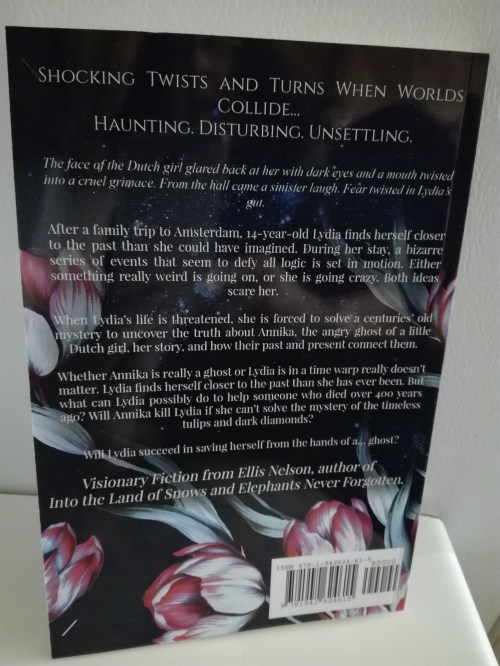 SHOCKING TWISTS AND TURNS WHEN WORLDS
COLLIDE...
HAUNTING. DISTURBING. UNSETTLING.
The face of the Dutch girl glared back at her with dark eyes and a mouth twisted
into a cruel grimace. From the hall came a sinister laugh. Fear twisted in Lydia's
gut.
After a family trip to Amsterdam, 14-year-old Lydia finds herself closer
to the past than she could have imagined. During her stay, a bizarre
series of events that seem to defy all logic is set in motion. Either
something really weird is going on, or she is going crazy. Both ideas
scare her.
When Lydia's life is threatened, she is forced to solve a centuries' old
mystery to uncover the truth about Annika, the angry ghost of a little
Dutch girl, her story, and how their past and present connect them.
Whether Annika is really a ghost or Lydia is in a time warp really doesn't
matter. Lydia finds herself closer to the past than she has ever been. But
what can Lydia possibly do to help someone who died over 400 years
ago? Will Annika kill Lydia if she can't solve the mystery of the timeless
tulips and dark diamonds?
Will Lydia succeed in saving herself from the hands of a... ghost?
Visionary Fiction from Ellis Nelson, author of
Into the Land of Snows and Elephants Never Forgotten.
ISBN
90000